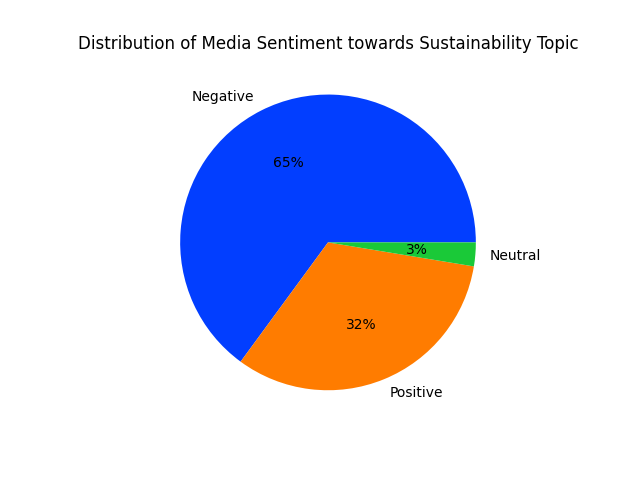 Distribution of Media Sentiment towards Sustainability Topic
Negative
65%
3%
Neutral
32%
Positive